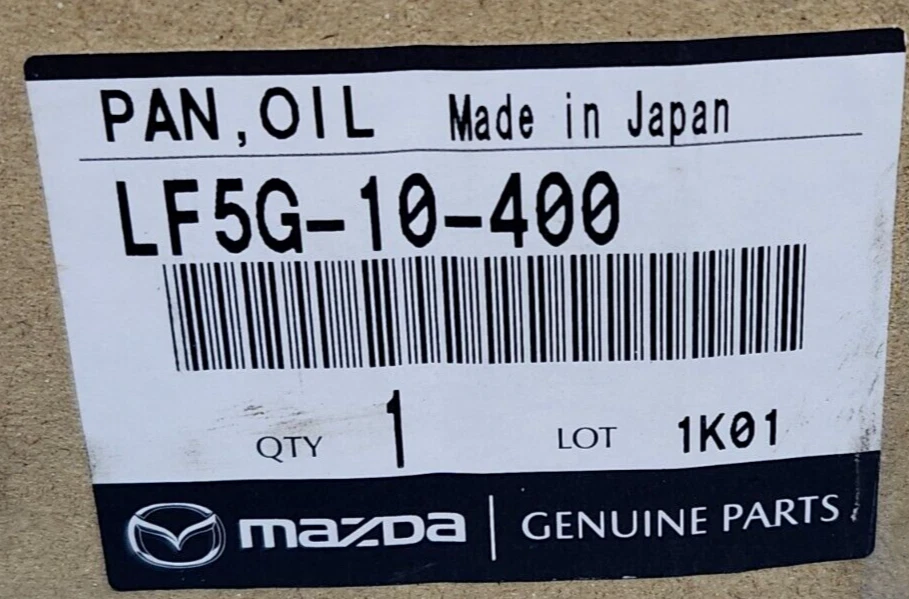 PAN,OIL Made in Japan
LF5G-10-400
QTY 1 LOT 1K01
mazda | GENUINE PARTS